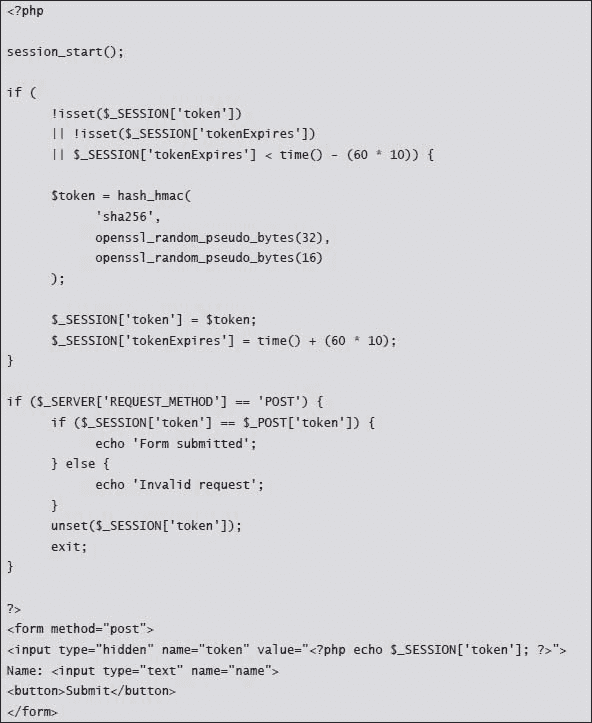 <?php
session_start();
if (
!isset($_SESSION['token'])
|| !isset($_SESSION['tokenExpires'])
|| $_SESSION['tokenExpires'] < time() – (60 * 10)) {
$token = hash_hmac(
'sha256',
openssl_random_pseudo_bytes(32),
openssl_random_pseudo_bytes(16)
);
$_SESSION['token'] = $token;
$_SESSION['tokenExpires'] = time() + (60 * 10);
}
if ($_SERVER['REQUEST_METHOD'] == 'POST') {
if ($_SESSION['token'] == $_POST['token']) {
echo 'Form submitted';
} else {
echo 'Invalid request';
}
unset($_SESSION['token']);
exit;
}
?>
<form method="post">
<input type="hidden" name="token" value="<?php echo $_SESSION['token']; ?>">
Name: <input type="text" name="name">
<button>Submit</button>
</form>